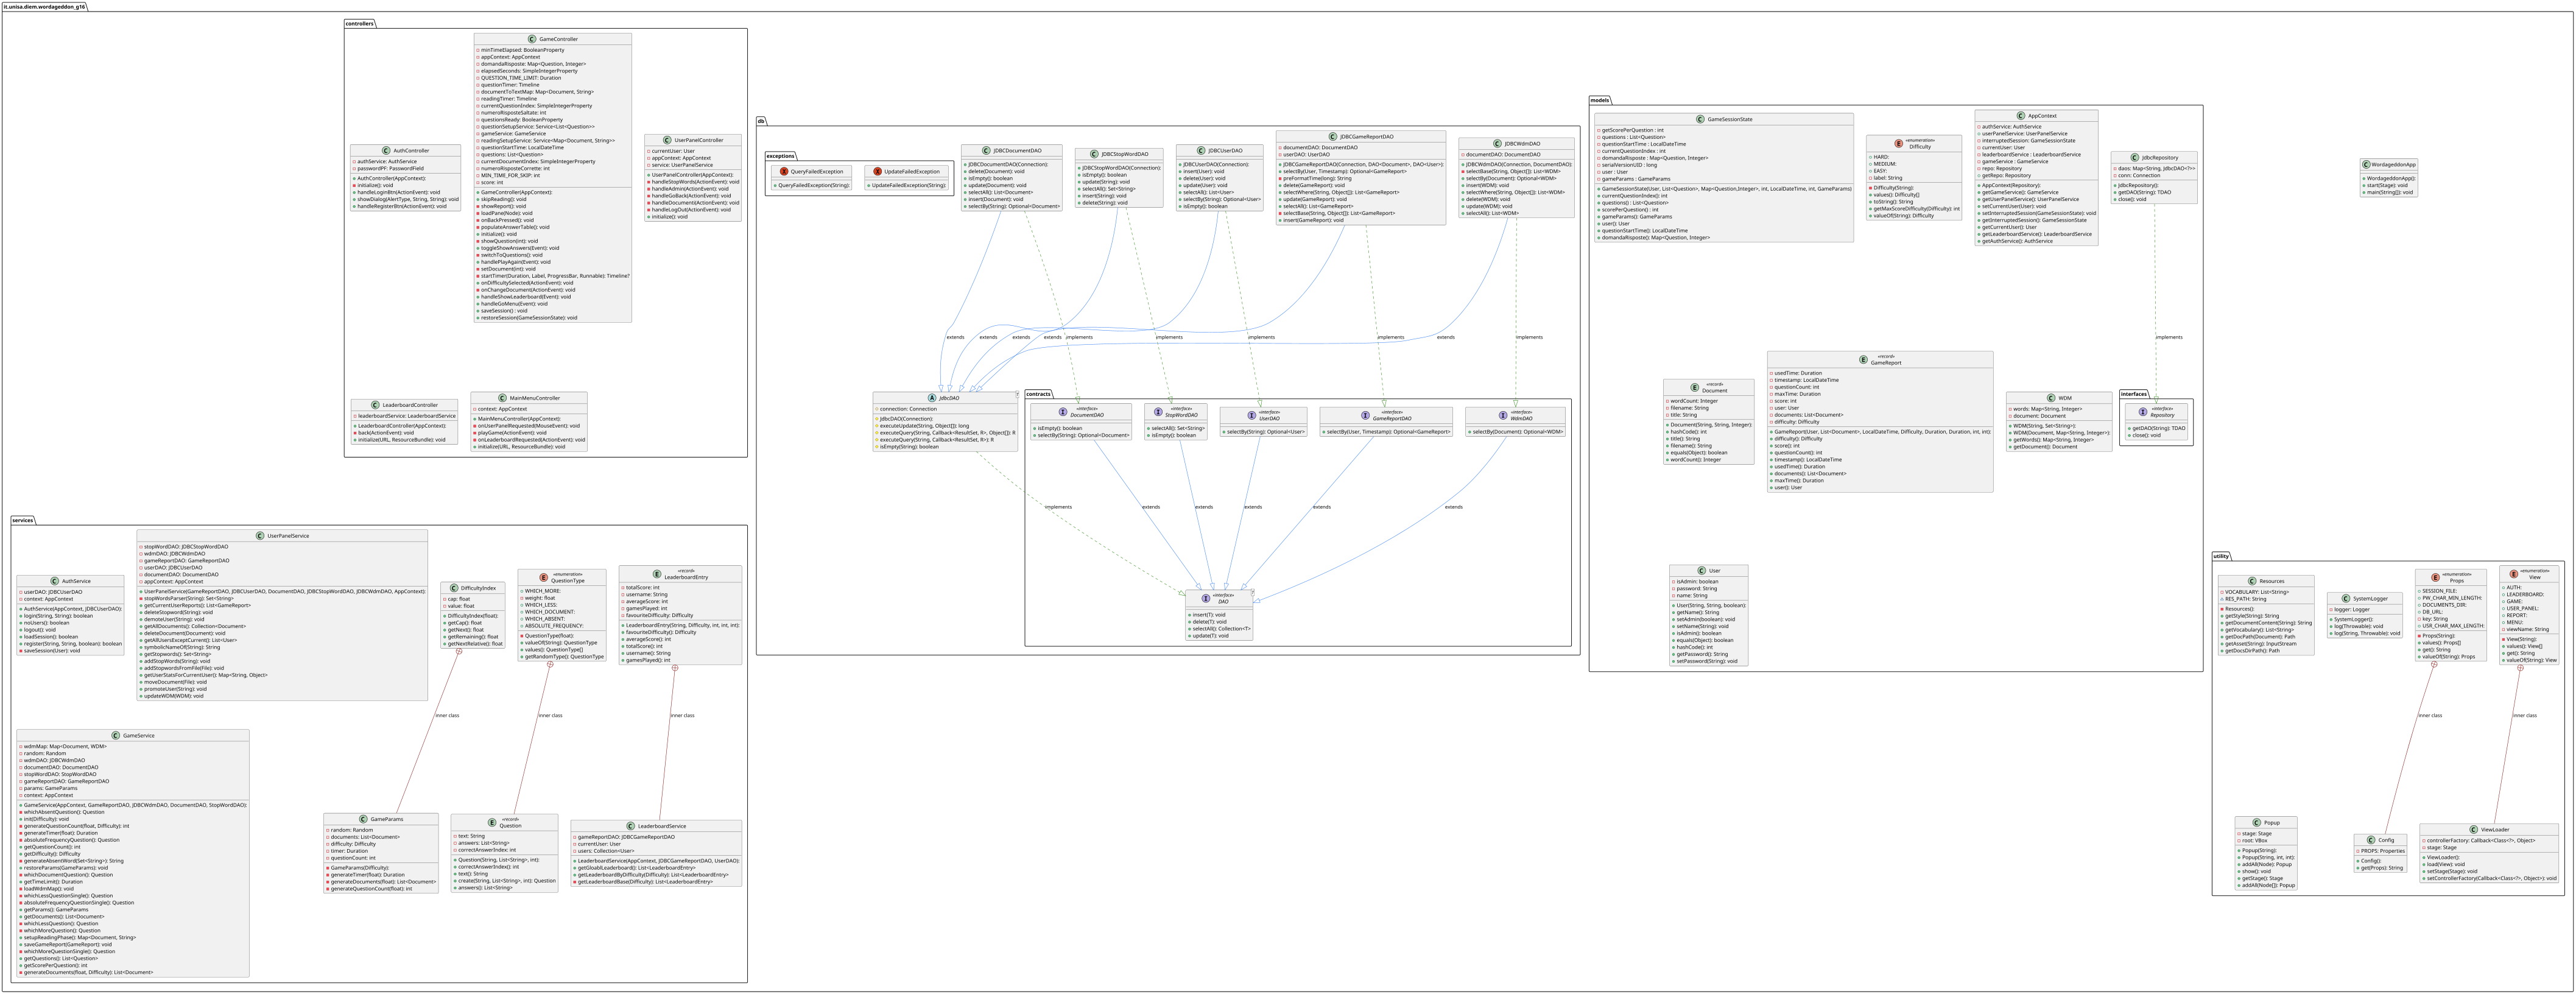 it.unisa.diem.wordageddon_g16
controllers
GameController
minTimeElapsed: BooleanProperty
appContext: AppContext
domandaRisposte: Map<Question, Integer>
elapsedSeconds: SimpleIntegerProperty
QUESTION_TIME_LIMIT: Duration
questionTimer: Timeline
documentToTextMap: Map<Document, String>
readingTimer: Timeline
currentQuestionIndex: SimpleIntegerProperty
numeroRisposteSaltate: int
questionsReady: BooleanProperty
questionSetupService: Service<List<Question>>
gameService: GameService
readingSetupService: Service<Map<Document, String>>
questionStartTime: LocalDateTime
questions: List<Question>
currentDocumentIndex: SimpleIntegerProperty
numeroRisposteCorrette: int
MIN_TIME_FOR_SKIP: int
score: int
GameController(AppContext):
skipReading(): void
showReport(): void
loadPanel(Node): void
onBackPressed(): void
populateAnswerTable(): void
initialize(): void
showQuestion(int): void
toggleShowAnswers(Event): void
switchToQuestions(): void
handlePlayAgain(Event): void
setDocument(int): void
startTimer(Duration, Label, ProgressBar, Runnable): Timeline?
onDifficultySelected(ActionEvent): void
onChangeDocument(ActionEvent): void
handleShowLeaderboard(Event): void
handleGoMenu(Event): void
saveSession() : void
restoreSession(GameSessionState): void
AuthController
authService: AuthService
passwordPF: PasswordField
AuthController(AppContext):
initialize(): void
handleLoginBtn(ActionEvent): void
showDialog(AlertType, String, String): void
handleRegisterBtn(ActionEvent): void
UserPanelController
currentUser: User
appContext: AppContext
service: UserPanelService
UserPanelController(AppContext):
handleStopWords(ActionEvent): void
handleAdmin(ActionEvent): void
handleGoBack(ActionEvent): void
handleDocument(ActionEvent): void
handleLogOut(ActionEvent): void
initialize(): void
LeaderboardController
leaderboardService: LeaderboardService
LeaderboardController(AppContext):
back(ActionEvent): void
initialize(URL, ResourceBundle): void
MainMenuController
context: AppContext
MainMenuController(AppContext):
onUserPanelRequested(MouseEvent): void
playGame(ActionEvent): void
onLeaderboardRequested(ActionEvent): void
initialize(URL, ResourceBundle): void
db
exceptions
QueryFailedException
QueryFailedException(String):
UpdateFailedException
UpdateFailedException(String):
JDBCDocumentDAO
JDBCDocumentDAO(Connection):
delete(Document): void
isEmpty(): boolean
update(Document): void
selectAll(): List<Document>
insert(Document): void
selectBy(String): Optional<Document>
JDBCStopWordDAO
JDBCStopWordDAO(Connection):
isEmpty(): boolean
update(String): void
selectAll(): Set<String>
insert(String): void
delete(String): void
JDBCUserDAO
JDBCUserDAO(Connection):
insert(User): void
delete(User): void
update(User): void
selectAll(): List<User>
selectBy(String): Optional<User>
isEmpty(): boolean
JDBCGameReportDAO
documentDAO: DocumentDAO
userDAO: UserDAO
JDBCGameReportDAO(Connection, DAO<Document>, DAO<User>):
selectBy(User, Timestamp): Optional<GameReport>
preFormatTime(long): String
delete(GameReport): void
selectWhere(String, Object[]): List<GameReport>
update(GameReport): void
selectAll(): List<GameReport>
selectBase(String, Object[]): List<GameReport>
insert(GameReport): void
JDBCWdmDAO
documentDAO: DocumentDAO
JDBCWdmDAO(Connection, DocumentDAO):
selectBase(String, Object[]): List<WDM>
selectBy(Document): Optional<WDM>
insert(WDM): void
selectWhere(String, Object[]): List<WDM>
delete(WDM): void
update(WDM): void
selectAll(): List<WDM>
extends
extends
extends
extends
implements
implements
implements
implements
extends
implements
JdbcDAO
T
connection: Connection
JdbcDAO(Connection):
executeUpdate(String, Object[]): long
executeQuery(String, Callback<ResultSet, R>, Object[]): R
executeQuery(String, Callback<ResultSet, R>): R
isEmpty(String): boolean
contracts
«interface»
DocumentDAO
isEmpty(): boolean
selectBy(String): Optional<Document>
«interface»
StopWordDAO
selectAll(): Set<String>
isEmpty(): boolean
«interface»
UserDAO
selectBy(String): Optional<User>
«interface»
GameReportDAO
selectBy(User, Timestamp): Optional<GameReport>
«interface»
WdmDAO
selectBy(Document): Optional<WDM>
implements
extends
extends
extends
extends
extends
«interface»
DAO
T
insert(T): void
delete(T): void
selectAll(): Collection<T>
update(T): void
models
GameSessionState
getScorePerQuestion : int
questions : List<Question>
questionStartTime : LocalDateTime
currentQuestionIndex : int
domandaRisposte : Map<Question, Integer>
serialVersionUID : long
user : User
gameParams : GameParams
GameSessionState(User, List<Question>, Map<Question,Integer>, int, LocalDateTime, int, GameParams)
currentQuestionIndex(): int
questions() : List<Question>
scorePerQuestion() : int
gameParams(): GameParams
user(): User
questionStartTime(): LocalDateTime
domandaRisposte(): Map<Question, Integer>
«enumeration»
Difficulty
HARD:
MEDIUM:
EASY:
label: String
Difficulty(String):
values(): Difficulty[]
toString(): String
getMaxScoreDifficulty(Difficulty): int
valueOf(String): Difficulty
AppContext
authService: AuthService
userPanelService: UserPanelService
interruptedSession: GameSessionState
currentUser: User
leaderboardService : LeaderboardService
gameService : GameService
repo: Repository
getRepo: Repository
AppContext(Repository):
getGameService(): GameService
getUserPanelService(): UserPanelService
setCurrentUser(User): void
setInterruptedSession(GameSessionState): void
getInterruptedSession(): GameSessionState
getCurrentUser(): User
getLeaderboardService(): LeaderboardService
getAuthService(): AuthService
JdbcRepository
daos: Map<String, JdbcDAO<?>>
conn: Connection
JdbcRepository():
getDAO(String): TDAO
close(): void
implements
«record»
Document
wordCount: Integer
filename: String
title: String
Document(String, String, Integer):
hashCode(): int
title(): String
filename(): String
equals(Object): boolean
wordCount(): Integer
«record»
GameReport
usedTime: Duration
timestamp: LocalDateTime
questionCount: int
maxTime: Duration
score: int
user: User
documents: List<Document>
difficulty: Difficulty
GameReport(User, List<Document>, LocalDateTime, Difficulty, Duration, Duration, int, int):
difficulty(): Difficulty
score(): int
questionCount(): int
timestamp(): LocalDateTime
usedTime(): Duration
documents(): List<Document>
maxTime(): Duration
user(): User
WDM
words: Map<String, Integer>
document: Document
WDM(String, Set<String>):
WDM(Document, Map<String, Integer>):
getWords(): Map<String, Integer>
getDocument(): Document
interfaces
«interface»
Repository
getDAO(String): TDAO
close(): void
User
isAdmin: boolean
password: String
name: String
User(String, String, boolean):
getName(): String
setAdmin(boolean): void
setName(String): void
isAdmin(): boolean
equals(Object): boolean
hashCode(): int
getPassword(): String
setPassword(String): void
WordageddonApp
WordageddonApp():
start(Stage): void
main(String[]): void
services
AuthService
userDAO: JDBCUserDAO
context: AppContext
AuthService(AppContext, JDBCUserDAO):
login(String, String): boolean
noUsers(): boolean
logout(): void
loadSession(): boolean
register(String, String, boolean): boolean
saveSession(User): void
UserPanelService
stopWordDAO: JDBCStopWordDAO
wdmDAO: JDBCWdmDAO
gameReportDAO: GameReportDAO
userDAO: JDBCUserDAO
documentDAO: DocumentDAO
appContext: AppContext
UserPanelService(GameReportDAO, JDBCUserDAO, DocumentDAO, JDBCStopWordDAO, JDBCWdmDAO, AppContext):
stopWordsParser(String): Set<String>
getCurrentUserReports(): List<GameReport>
deleteStopword(String): void
demoteUser(String): void
getAllDocuments(): Collection<Document>
deleteDocument(Document): void
getAllUsersExceptCurrent(): List<User>
symbolicNameOf(String): String
getStopwords(): Set<String>
addStopWords(String): void
addStopwordsFromFile(File): void
getUserStatsForCurrentUser(): Map<String, Object>
moveDocument(File): void
promoteUser(String): void
updateWDM(WDM): void
DifficultyIndex
cap: float
value: float
DifficultyIndex(float):
getCap(): float
getNext(): float
getRemaining(): float
getNextRelative(): float
«enumeration»
QuestionType
WHICH_MORE:
weight: float
WHICH_LESS:
WHICH_DOCUMENT:
WHICH_ABSENT:
ABSOLUTE_FREQUENCY:
QuestionType(float):
valueOf(String): QuestionType
values(): QuestionType[]
getRandomType(): QuestionType
«record»
LeaderboardEntry
totalScore: int
username: String
averageScore: int
gamesPlayed: int
favouriteDifficulty: Difficulty
LeaderboardEntry(String, Difficulty, int, int, int):
favouriteDifficulty(): Difficulty
averageScore(): int
totalScore(): int
username(): String
gamesPlayed(): int
inner class
inner class
inner class
GameService
wdmMap: Map<Document, WDM>
random: Random
wdmDAO: JDBCWdmDAO
documentDAO: DocumentDAO
stopWordDAO: StopWordDAO
gameReportDAO: GameReportDAO
params: GameParams
context: AppContext
GameService(AppContext, GameReportDAO, JDBCWdmDAO, DocumentDAO, StopWordDAO):
whichAbsentQuestion(): Question
init(Difficulty): void
generateQuestionCount(float, Difficulty): int
generateTimer(float): Duration
absoluteFrequencyQuestion(): Question
getQuestionCount(): int
getDifficulty(): Difficulty
generateAbsentWord(Set<String>): String
restoreParams(GameParams): void
whichDocumentQuestion(): Question
getTimeLimit(): Duration
loadWdmMap(): void
whichLessQuestionSingle(): Question
absoluteFrequencyQuestionSingle(): Question
getParams(): GameParams
getDocuments(): List<Document>
whichLessQuestion(): Question
whichMoreQuestion(): Question
setupReadingPhase(): Map<Document, String>
saveGameReport(GameReport): void
whichMoreQuestionSingle(): Question
getQuestions(): List<Question>
getScorePerQuestion(): int
generateDocuments(float, Difficulty): List<Document>
GameParams
random: Random
documents: List<Document>
difficulty: Difficulty
timer: Duration
questionCount: int
GameParams(Difficulty):
generateTimer(float): Duration
generateDocuments(float): List<Document>
generateQuestionCount(float): int
«record»
Question
text: String
answers: List<String>
correctAnswerIndex: int
Question(String, List<String>, int):
correctAnswerIndex(): int
text(): String
create(String, List<String>, int): Question
answers(): List<String>
LeaderboardService
gameReportDAO: JDBCGameReportDAO
currentUser: User
users: Collection<User>
LeaderboardService(AppContext, JDBCGameReportDAO, UserDAO):
getGloablLeaderboard(): List<LeaderboardEntry>
getLeaderboardByDifficulty(Difficulty): List<LeaderboardEntry>
getLeaderboardBase(Difficulty): List<LeaderboardEntry>
utility
Resources
VOCABULARY: List<String>
RES_PATH: String
Resources():
getStyle(String): String
getDocumentContent(String): String
getVocabulary(): List<String>
getDocPath(Document): Path
getAsset(String): InputStream
getDocsDirPath(): Path
SystemLogger
logger: Logger
SystemLogger():
log(Throwable): void
log(String, Throwable): void
«enumeration»
Props
SESSION_FILE:
PW_CHAR_MIN_LENGTH:
DOCUMENTS_DIR:
DB_URL:
key: String
USR_CHAR_MAX_LENGTH:
Props(String):
values(): Props[]
get(): String
valueOf(String): Props
«enumeration»
View
AUTH:
LEADERBOARD:
GAME:
USER_PANEL:
REPORT:
MENU:
viewName: String
View(String):
values(): View[]
get(): String
valueOf(String): View
inner class
inner class
Popup
stage: Stage
root: VBox
Popup(String):
Popup(String, int, int):
addAll(Node): Popup
show(): void
getStage(): Stage
addAll(Node[]): Popup
Config
PROPS: Properties
Config():
get(Props): String
ViewLoader
controllerFactory: Callback<Class<?>, Object>
stage: Stage
ViewLoader():
load(View): void
setStage(Stage): void
setControllerFactory(Callback<Class<?>, Object>): void